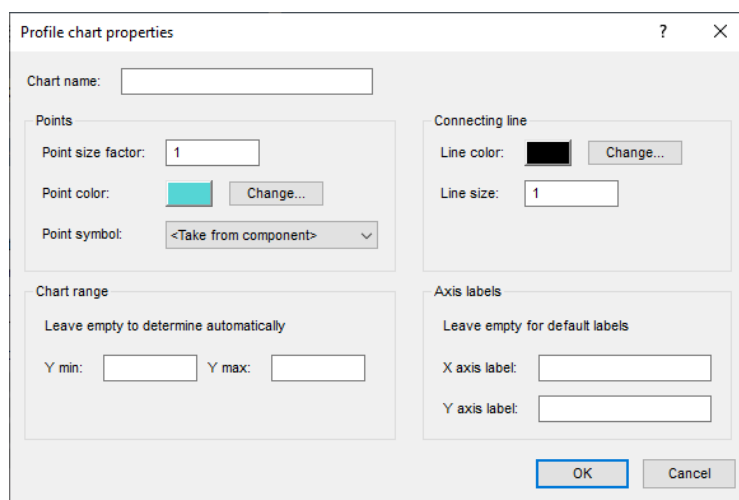 Profile chart properties
?
Chart name:
Points
Point size factor: 1
Point color: Change...
Point symbol: <Take from component>
Connecting line
Line color: Change...
Line size: 1
Chart range
Leave empty to determine automatically
Y min: Y max:
Axis labels
Leave empty for default labels
X axis label:
Y axis label:
OK Cancel